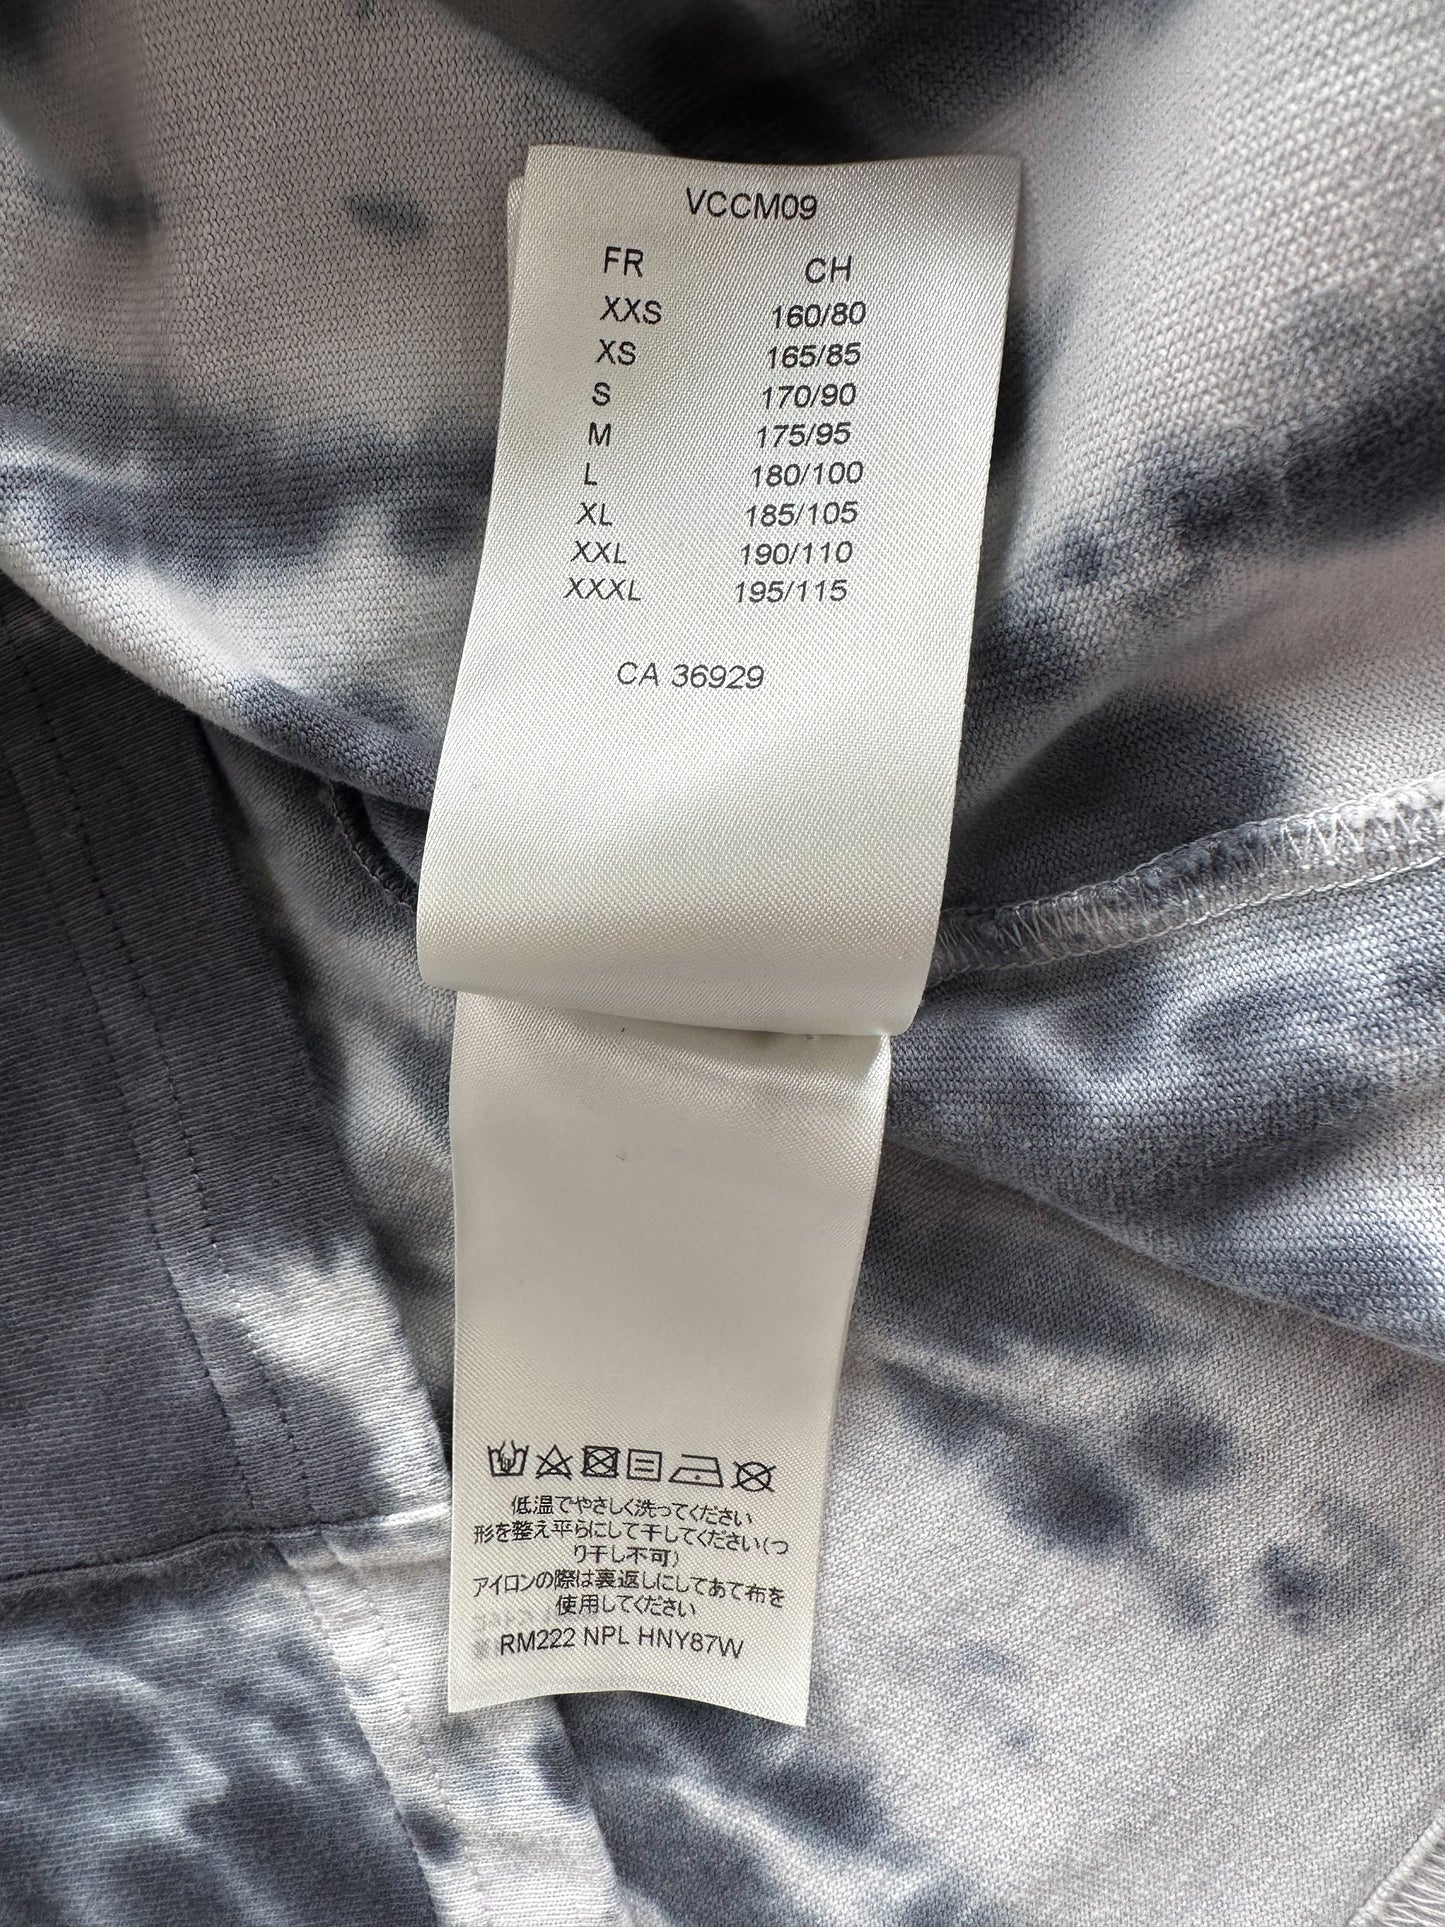 VCCM09
FR CH
XXS 160/80
XS 165/85
S 170/90
M 175/95
L 180/100
XL 185/105
XXL 190/110
XXXL 195/115
CA 36929
低温でやさしく洗ってください
形を整え平らにして干してください(つ
り干し不可)
アイロンの際は裏返しにしてあて布を
使用してください
RM222 NPL HNY87W